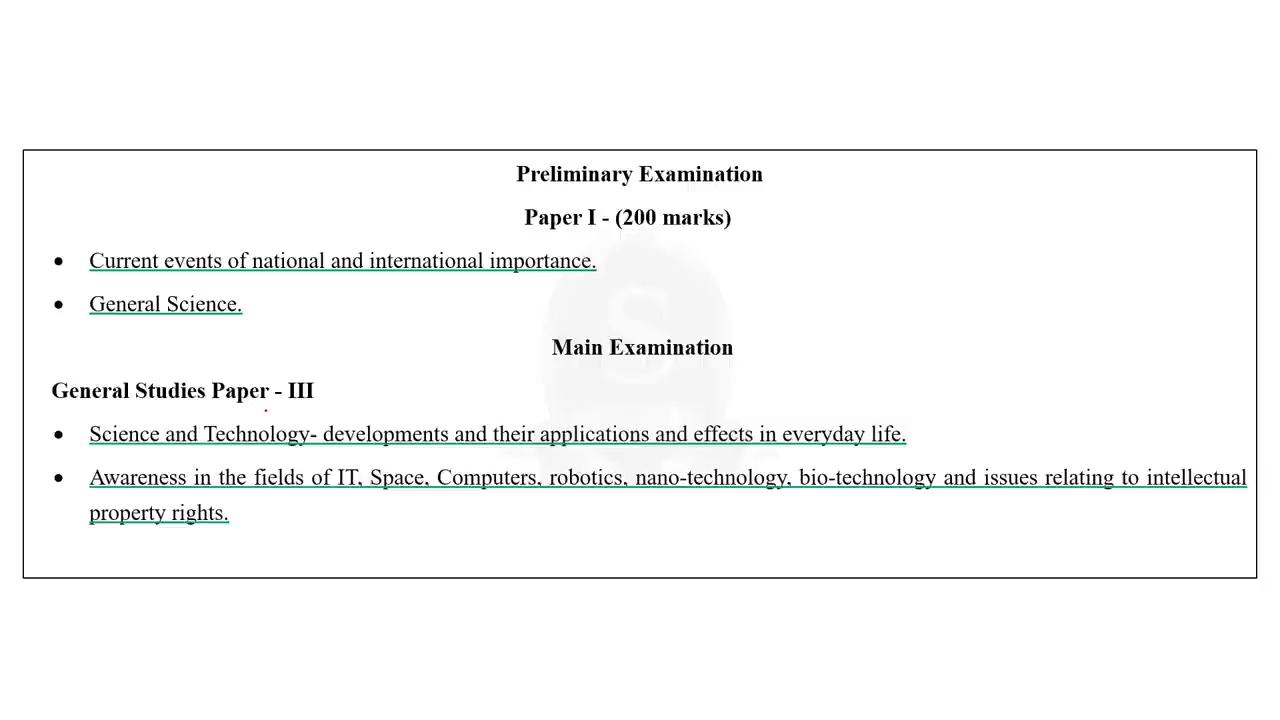 Preliminary Examination
Paper I - (200 marks)
• Current events of national and international importance.
• General Science.
Main Examination
General Studies Paper - III
• Science and Technology- developments and their applications and effects in everyday life.
• Awareness in the fields of IT, Space, Computers, robotics, nano-technology, bio-technology and issues relating to intellectual
property rights.
S